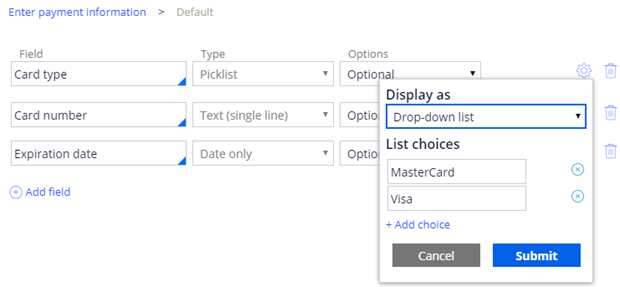 Enter payment information > Default
Field Type Options
Card type Picklist Optional
Display as
Card number Text (single line) Optio Drop-down list
List choices
Expiration date Date only Option
MasterCard
+ Add field Visa
+ Add choice
Cancel Submit